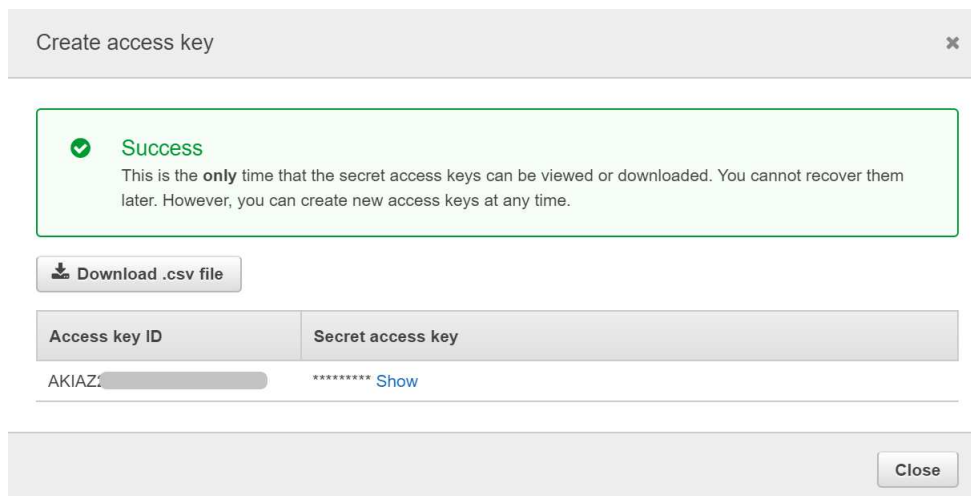 Create access key
Success
This is the only time that the secret access keys can be viewed or downloaded. You cannot recover them
later. However, you can create new access keys at any time.
Download .csv file
Access key ID Secret access key
AKIAZ ********* Show
Close